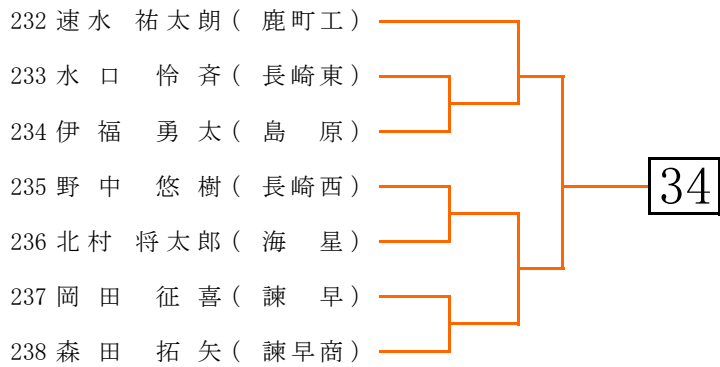 232 速水 祐太朗 ( 鹿町工 )
233 水口 怜斉 ( 長崎東 )
234 伊福 勇太 ( 島原 )
235 野中 悠樹 ( 長崎西 )
34
236 北村 将太郎 ( 海星 )
237 岡田 征喜 ( 諫早 )
238 森田 拓矢 ( 諫早商 )